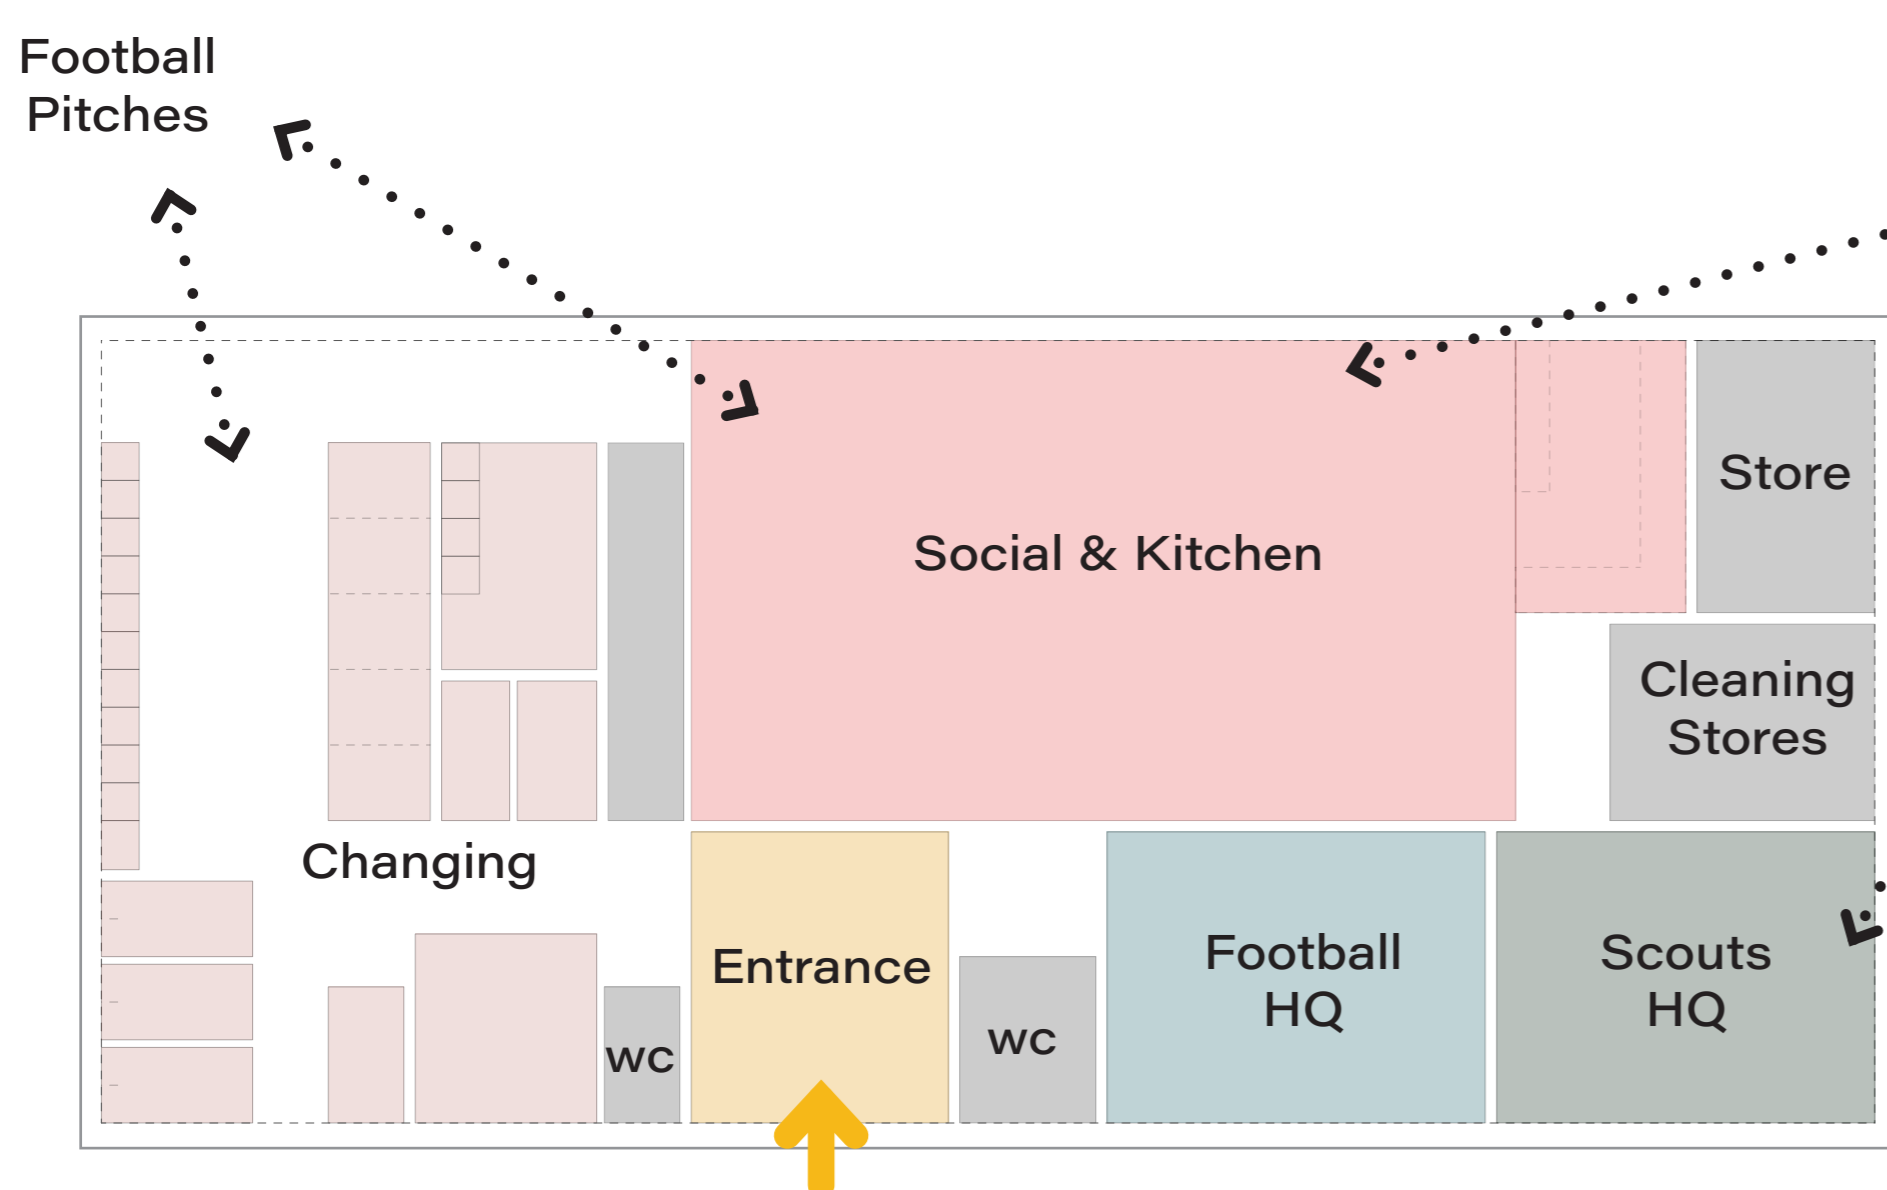 Football
Pitches
Social & Kitchen
Store
Cleaning
Stores
Changing
Entrance
WC
WC
Football
HQ
Scouts
HQ